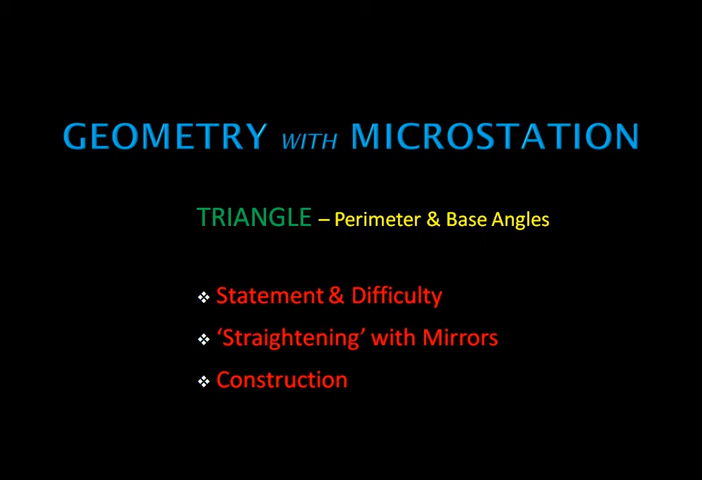 GEOMETRY WITH MICROSTATION
TRIANGLE – Perimeter & Base Angles
❖ Statement & Difficulty
❖ ‘Straightening’ with Mirrors
❖ Construction